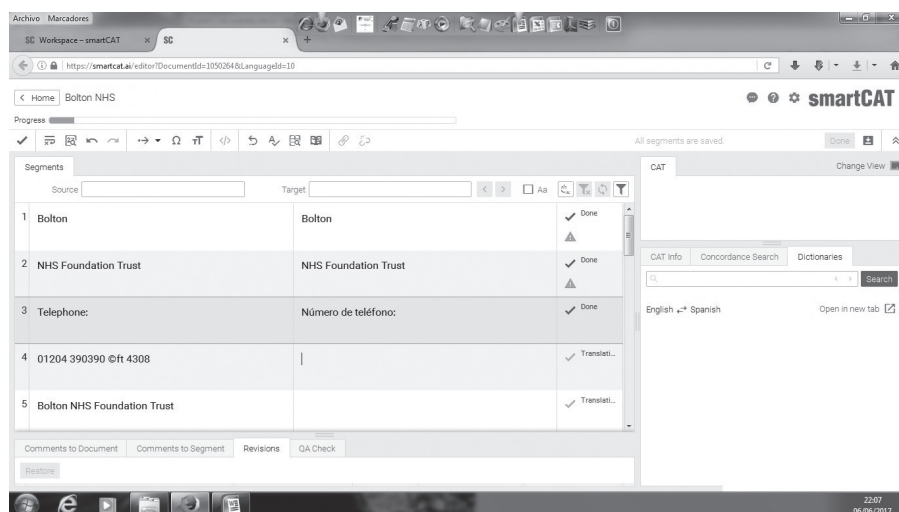 Archivo Marcadores
SC Workspace – smartCAT × SC × +
https://smartcat.ai/editor?DocumentId=1050264&LanguageId=10
Home Bolton NHS smartCAT
Progress
All segments are saved. Done
Segments
Source Target Aa
1 Bolton Bolton Done
2 NHS Foundation Trust NHS Foundation Trust Done
3 Telephone: Número de teléfono: Done
4 01204 390390 ©ft 4308 Translati...
5 Bolton NHS Foundation Trust Translati...
Comments to Document Comments to Segment Revisions QA Check
Restore
CAT Change View
CAT Info Concordance Search Dictionaries
Search
English Spanish Open in new tab
22:07
06/06/2017